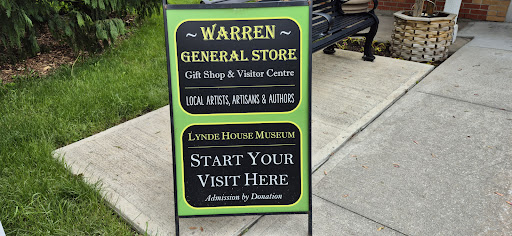 ~ WARREN ~
GENERAL STORE
Gift Shop & Visitor Centre
LOCAL ARTISTS, ARTISANS & AUTHORS
LYNDE HOUSE MUSEUM
START YOUR
VISIT HERE
Admission by Donation